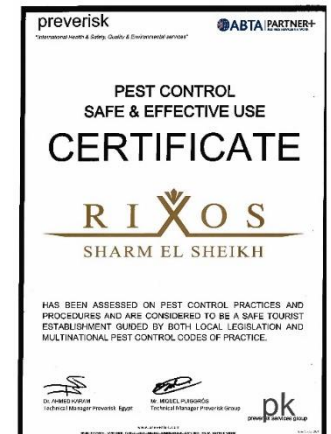 preverisk
ABTA PARTNER+
"International Health & Safety, Quality & Environmental services"
PEST CONTROL
SAFE & EFFECTIVE USE
CERTIFICATE
RIXOS
SHARM EL SHEIKH
HAS BEEN ASSESSED ON PEST CONTROL PRACTICES AND
PROCEDURES AND ARE CONSIDERED TO BE A SAFE TOURIST
ESTABLISHMENT GUIDED BY BOTH LOCAL LEGISLATION AND
MULTINATIONAL PEST CONTROL CODES OF PRACTICE.
Dr. AHMED KARAM
Technical Manager Preverisk Egypt
Mr. MIQUEL PUIGGRÒS
Technical Manager Preverisk Group
pk
preverisk services group